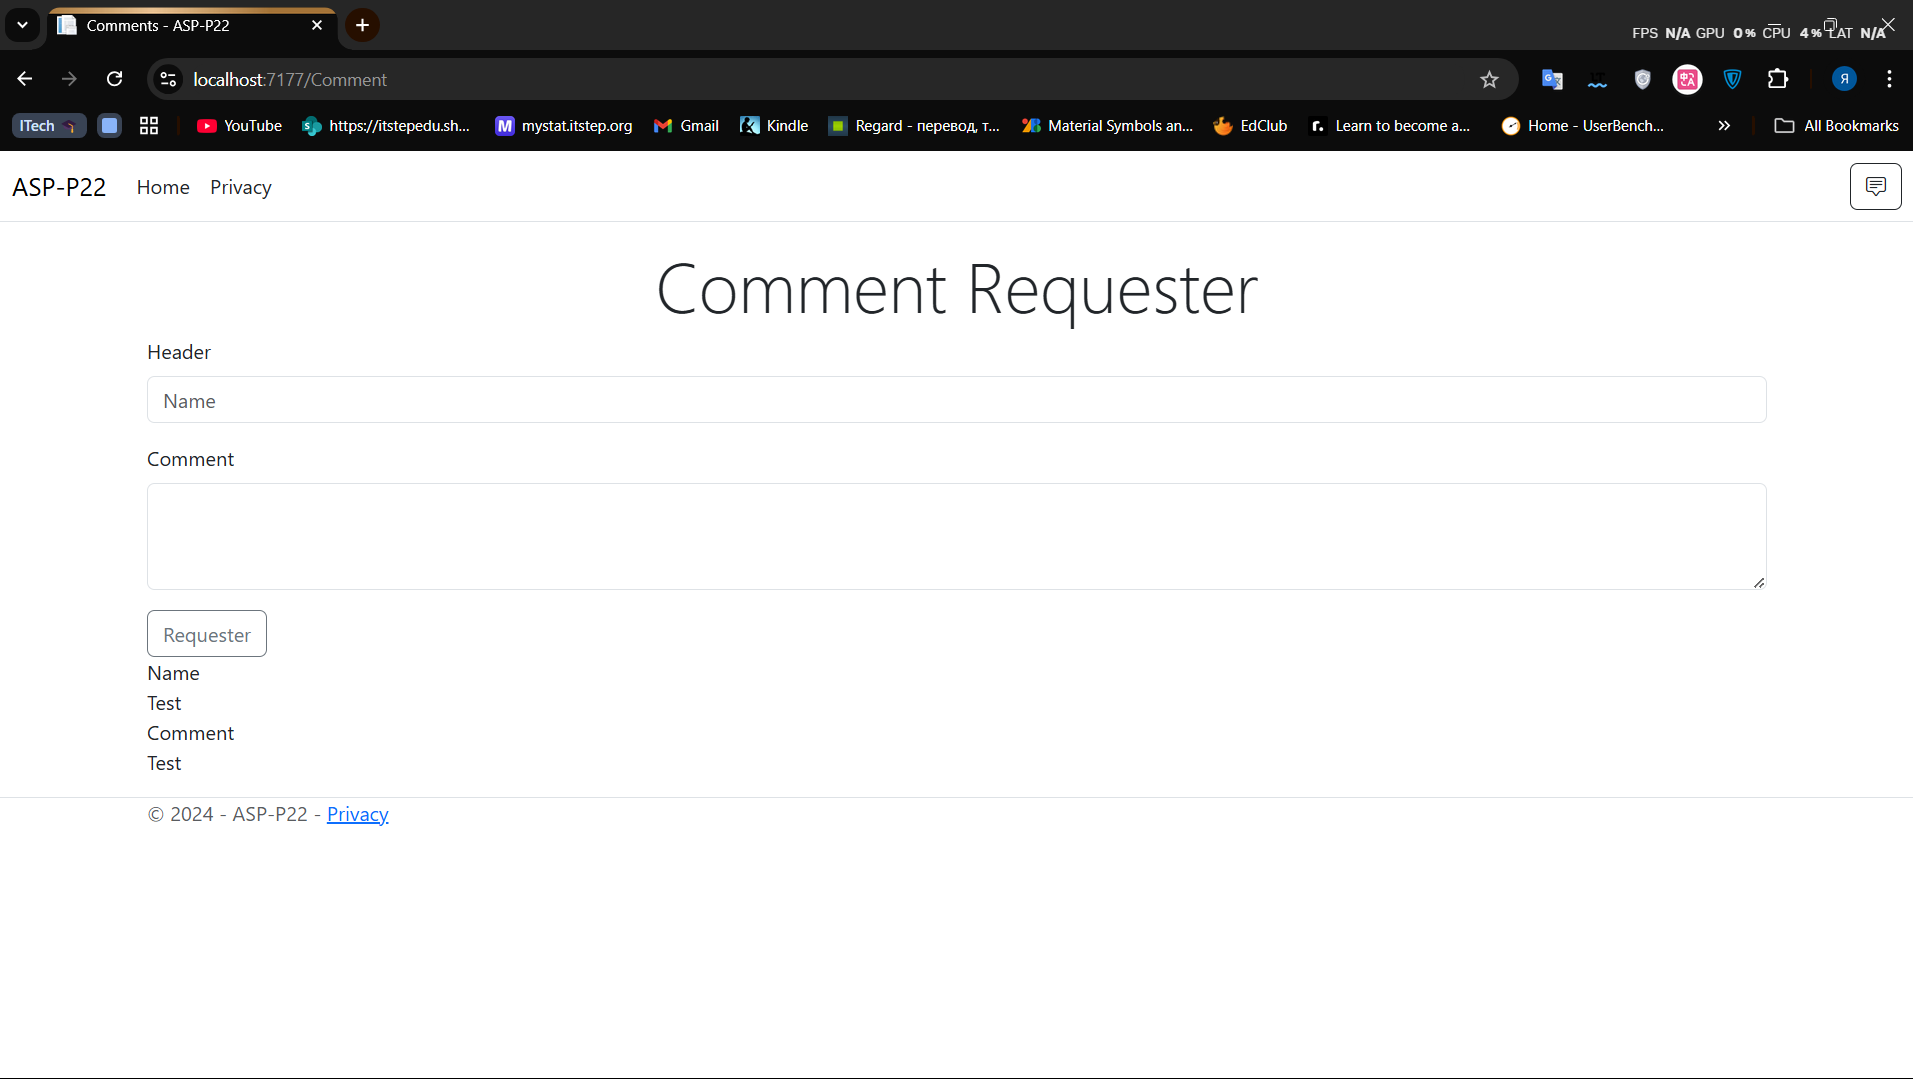 Comments - ASP-P22
FPS N/A GPU 0% CPU 4% LAT N/A
localhost:7177/Comment
Я
ITech
YouTube
https://itstepedu.sh...
mystat.itstep.org
Gmail
Kindle
Regard - перевод, т...
Material Symbols an...
EdClub
Learn to become a...
Home - UserBench...
All Bookmarks
ASP-P22 Home Privacy
Comment Requester
Header
Name
Comment
Requester
Name
Test
Comment
Test
© 2024 - ASP-P22 - Privacy